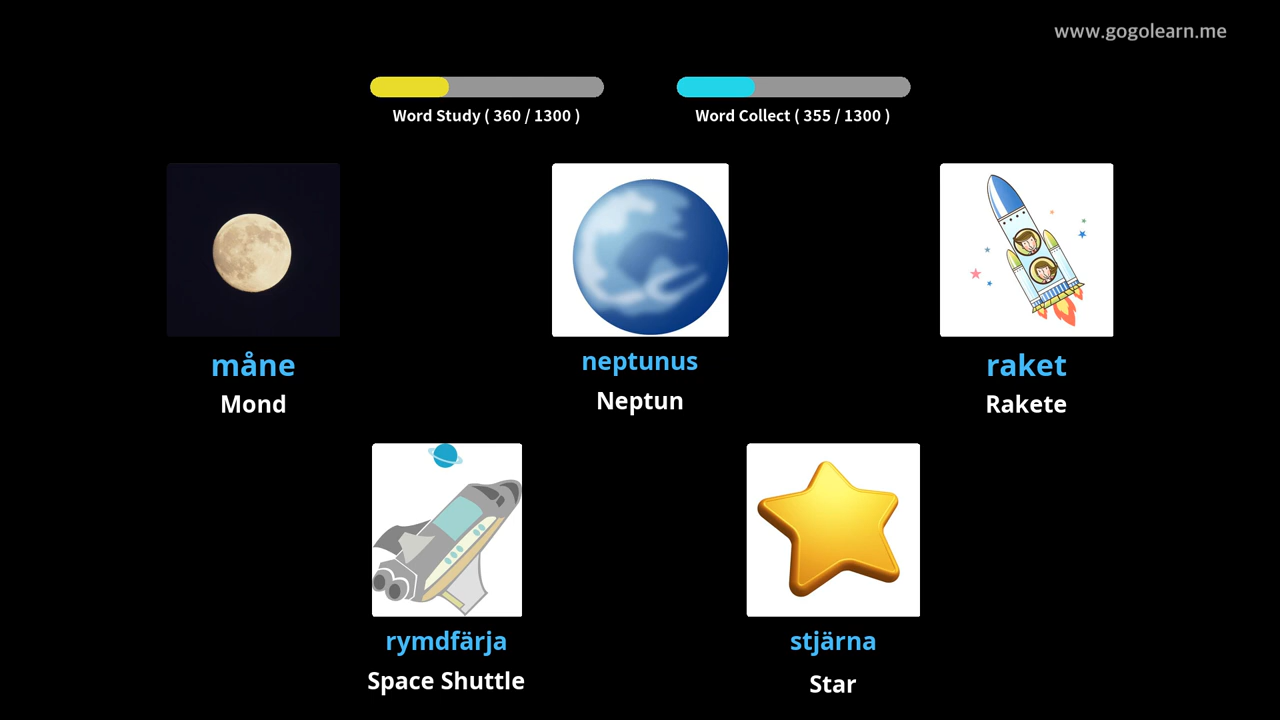 www.gogolearn.me
Word Study ( 360 / 1300 )
Word Collect ( 355 / 1300 )
måne
Mond
neptunus
Neptun
raket
Rakete
rymdfärja
Space Shuttle
stjärna
Star